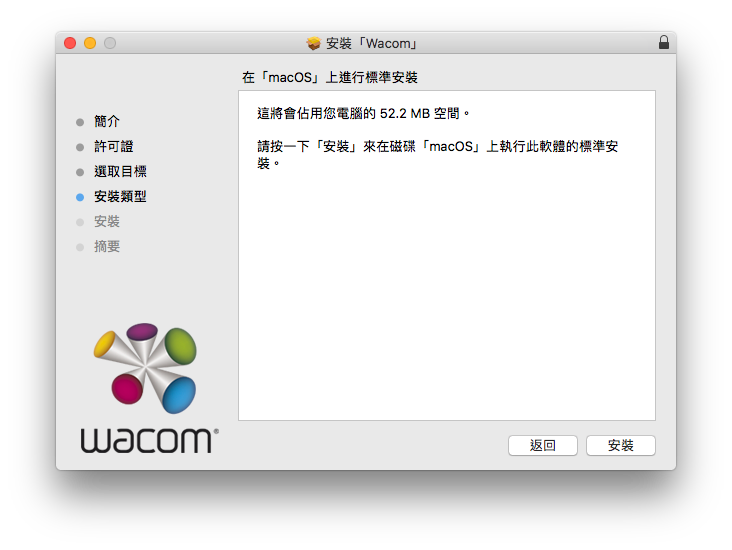 安裝「Wacom」
在「macOS」上進行標準安裝
簡介
許可證
選取目標
安裝類型
安裝
摘要
這將會佔用您電腦的 52.2 MB 空間。
請按一下「安裝」來在磁碟「macOS」上執行此軟體的標準安
裝。
wacom®
返回
安裝